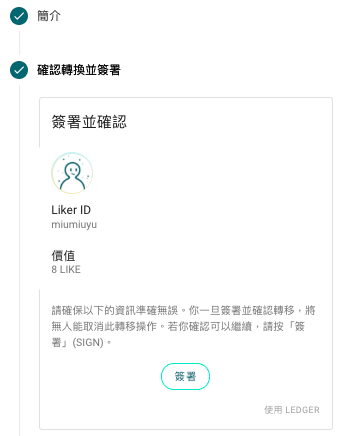 簡介
確認轉換並簽署
簽署並確認
Liker ID
miumiuyu
價值
8 LIKE
請確保以下的資訊準確無誤。你一旦簽署並確認轉移，將
無人能取消此轉移操作。若你確認可以繼續，請按「簽
署」(SIGN)。
簽署
使用 LEDGER